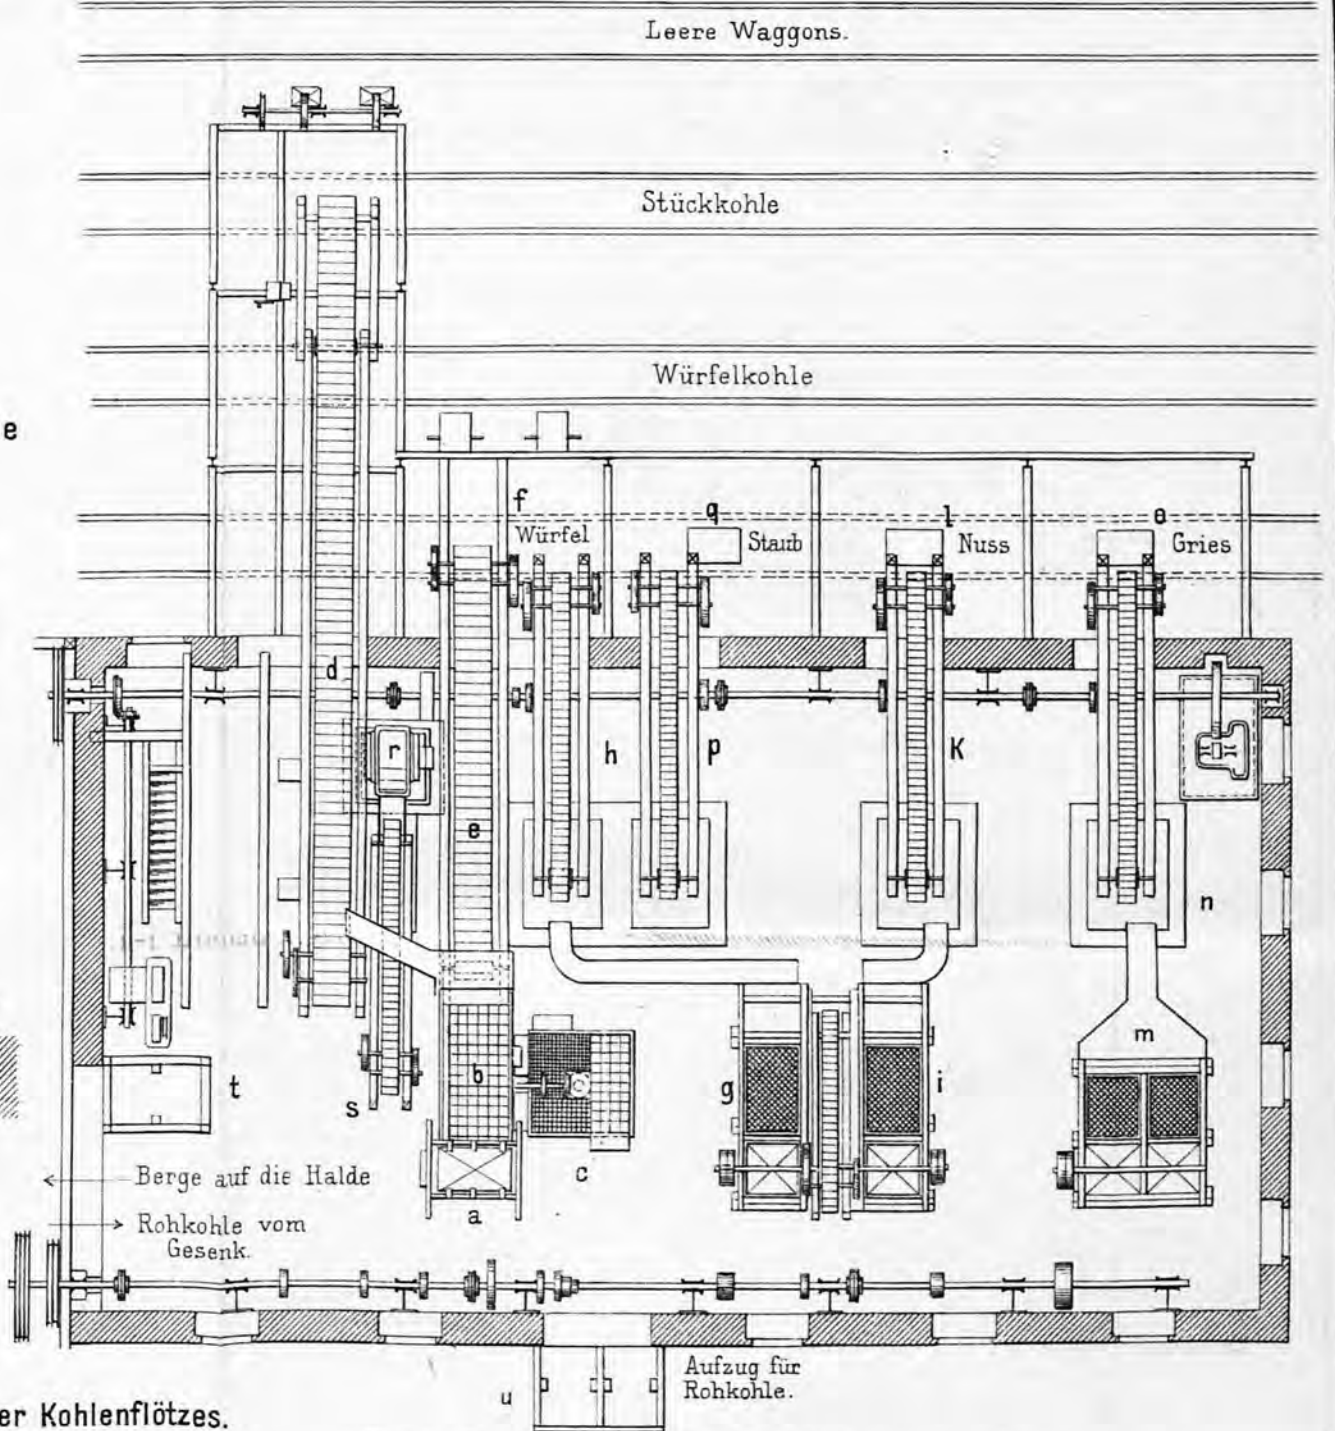 Leere Waggons.
Stückkohle
Würfelkohle
e
f
q
l
o
Würfel
Staub
Nuss
Gries
d
r
h
p
K
e
n
m
b
g
i
t
s
c
Berge auf die Halde
a
Rohkohle vom
Gesenk.
Aufzug für
Rohkohle.
u
er Kohlenflötzes.